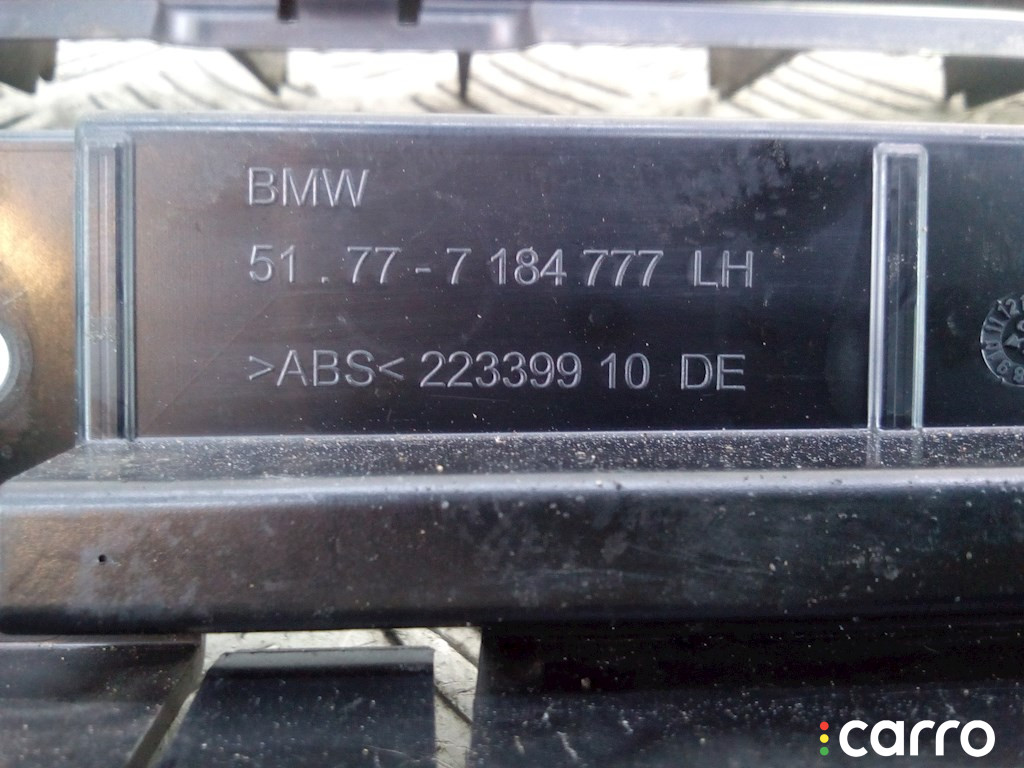 BMW
51.77-7 184 777 LH
>ABS< 223399 10 DE
carro